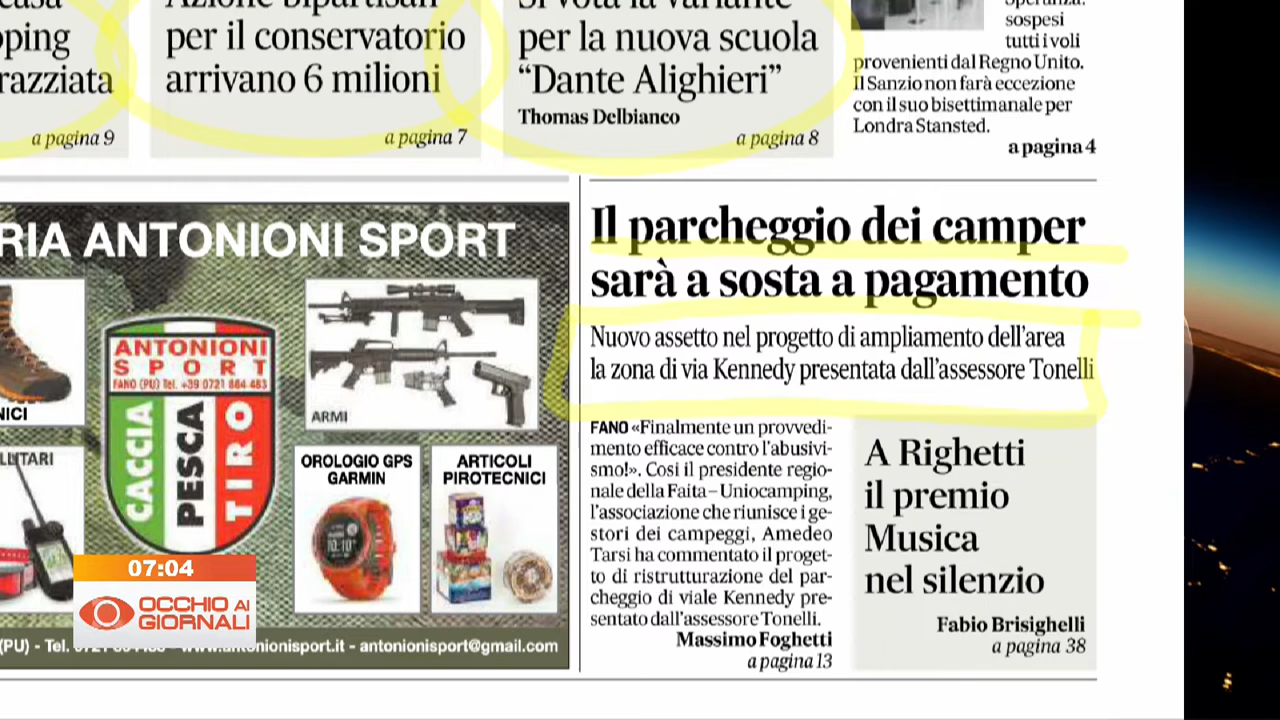 pping
razziata
a pagina 9
per il conservatorio
arrivano 6 milioni
a pagina 7
per la nuova scuola
“Dante Alighieri”
Thomas Delbianco
a pagina 8
sospesi
tutti i voli
provenienti dal Regno Unito.
Il Sanzio non farà eccezione
con il suo bisettimanale per
Londra Stansted.
a pagina 4
RIA ANTONIONI SPORT
ANTONIONI
SPORT
FANO (PU) Tel. +39 0721 864 483
CACCIA
PESCA
TIRO
NICI
ARMI
OROLOGIO GPS
GARMIN
ARTICOLI
PIROTECNICI
(PU) - Tel.
- antonionisport@gmail.com
Il parcheggio dei camper
sarà a sosta a pagamento
Nuovo assetto nel progetto di ampliamento dell’area
la zona di via Kennedy presentata dall’assessore Tonelli
FANO «Finalmente un provvedi-
mento efficace contro l’abusivi-
smo!». Così il presidente regio-
nale della Faita–Uniocamping,
l’associazione che riunisce i ge-
stori dei campeggi, Amedeo
Tarsi ha commentato il proget-
to di ristrutturazione del par-
cheggio di viale Kennedy pre-
sentato dall’assessore Tonelli.
Massimo Foghetti
a pagina 13
A Righetti
il premio
Musica
nel silenzio
Fabio Brisighelli
a pagina 38
07:04
OCCHIO AI
GIORNALI